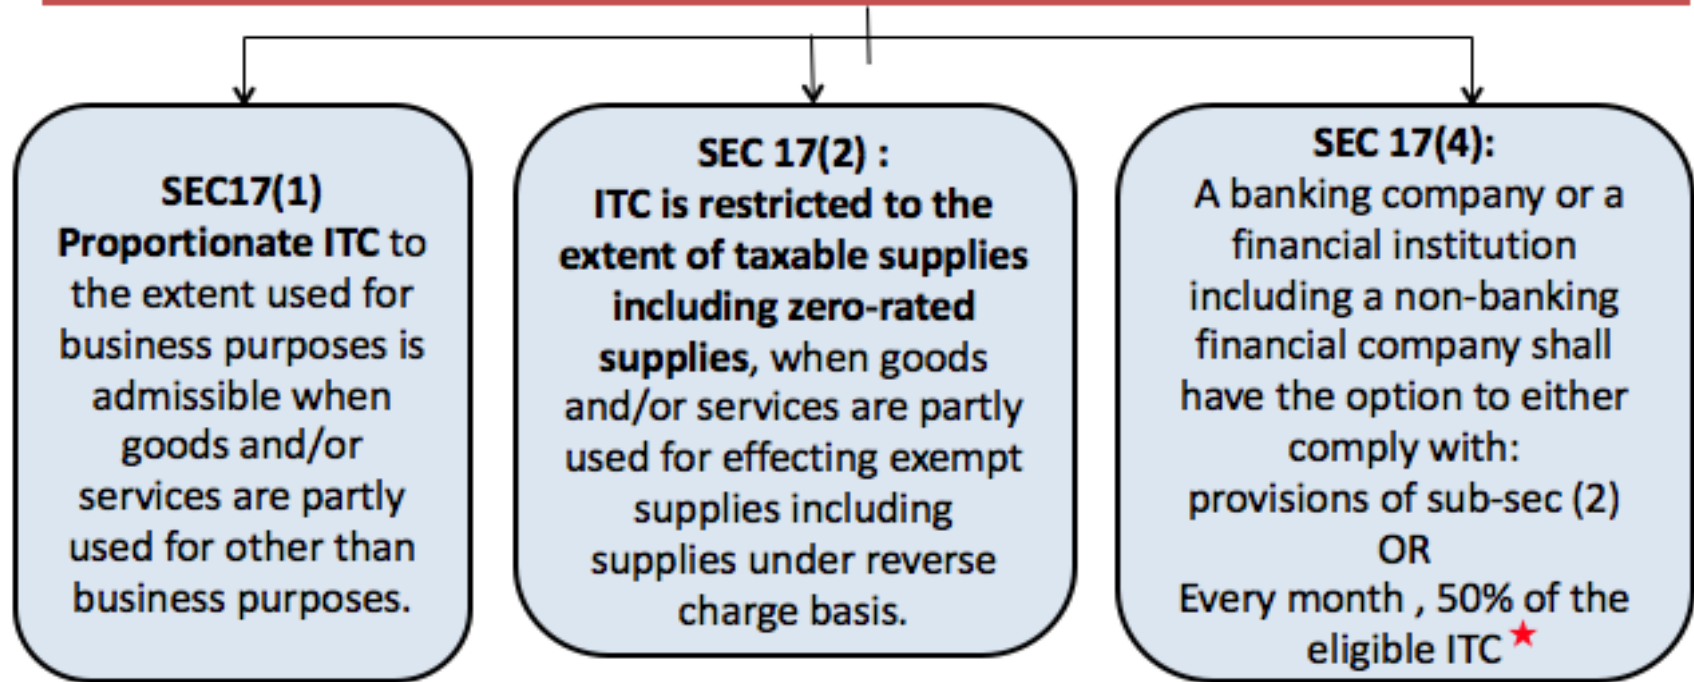 SEC17(1)
Proportionate ITC to
the extent used for
business purposes is
admissible when
goods and/or
services are partly
used for other than
business purposes.
SEC 17(2) :
ITC is restricted to the
extent of taxable supplies
including zero-rated
supplies, when goods
and/or services are partly
used for effecting exempt
supplies including
supplies under reverse
charge basis.
SEC 17(4):
A banking company or a
financial institution
including a non-banking
financial company shall
have the option to either
comply with:
provisions of sub-sec (2)
OR
Every month , 50% of the
eligible ITC